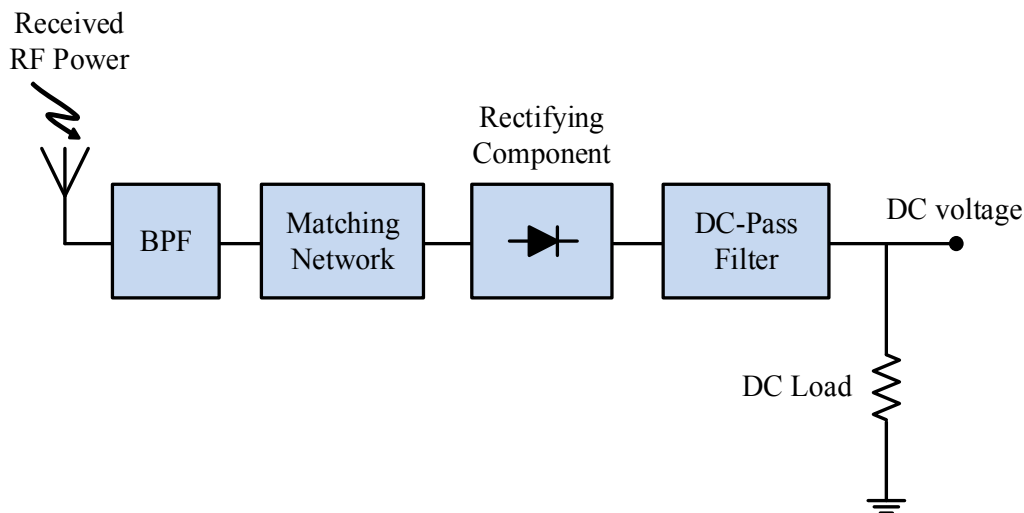 Received
RF Power
Rectifying
Component
BPF
Matching
Network
DC-Pass
Filter
DC voltage
DC Load